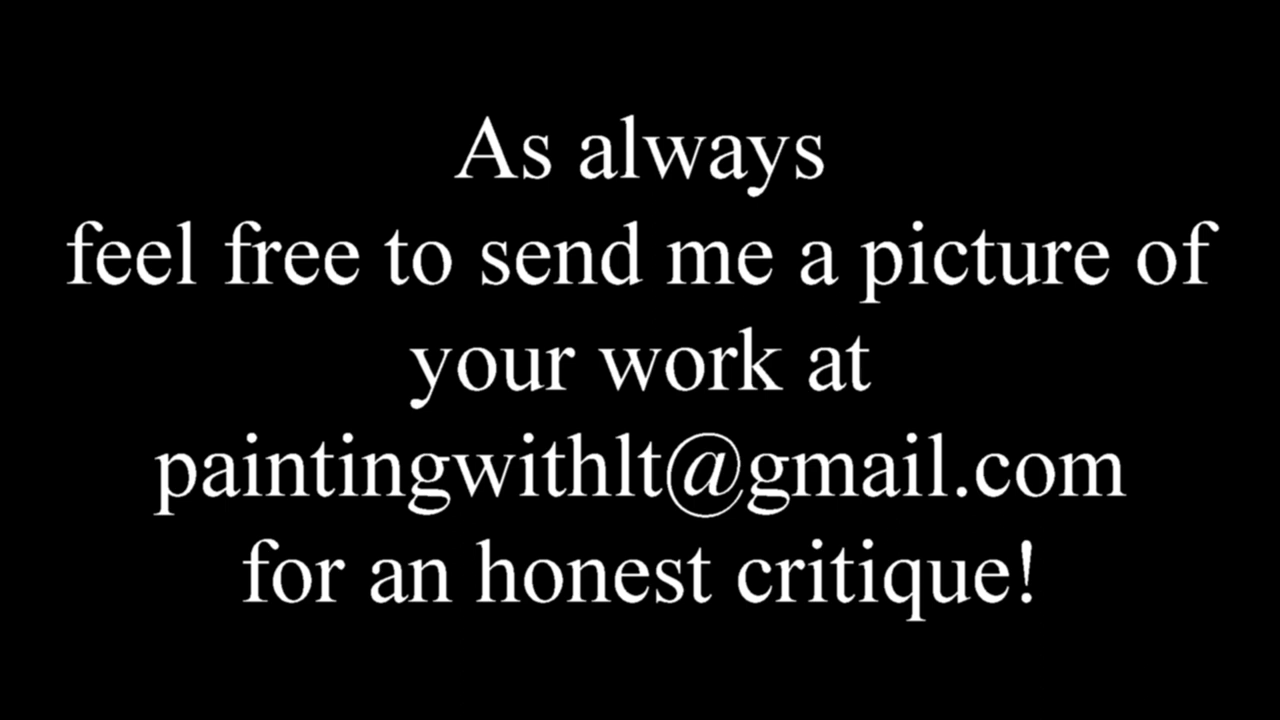 As always
feel free to send me a picture of
your work at
paintingwithlt@gmail.com
for an honest critique!